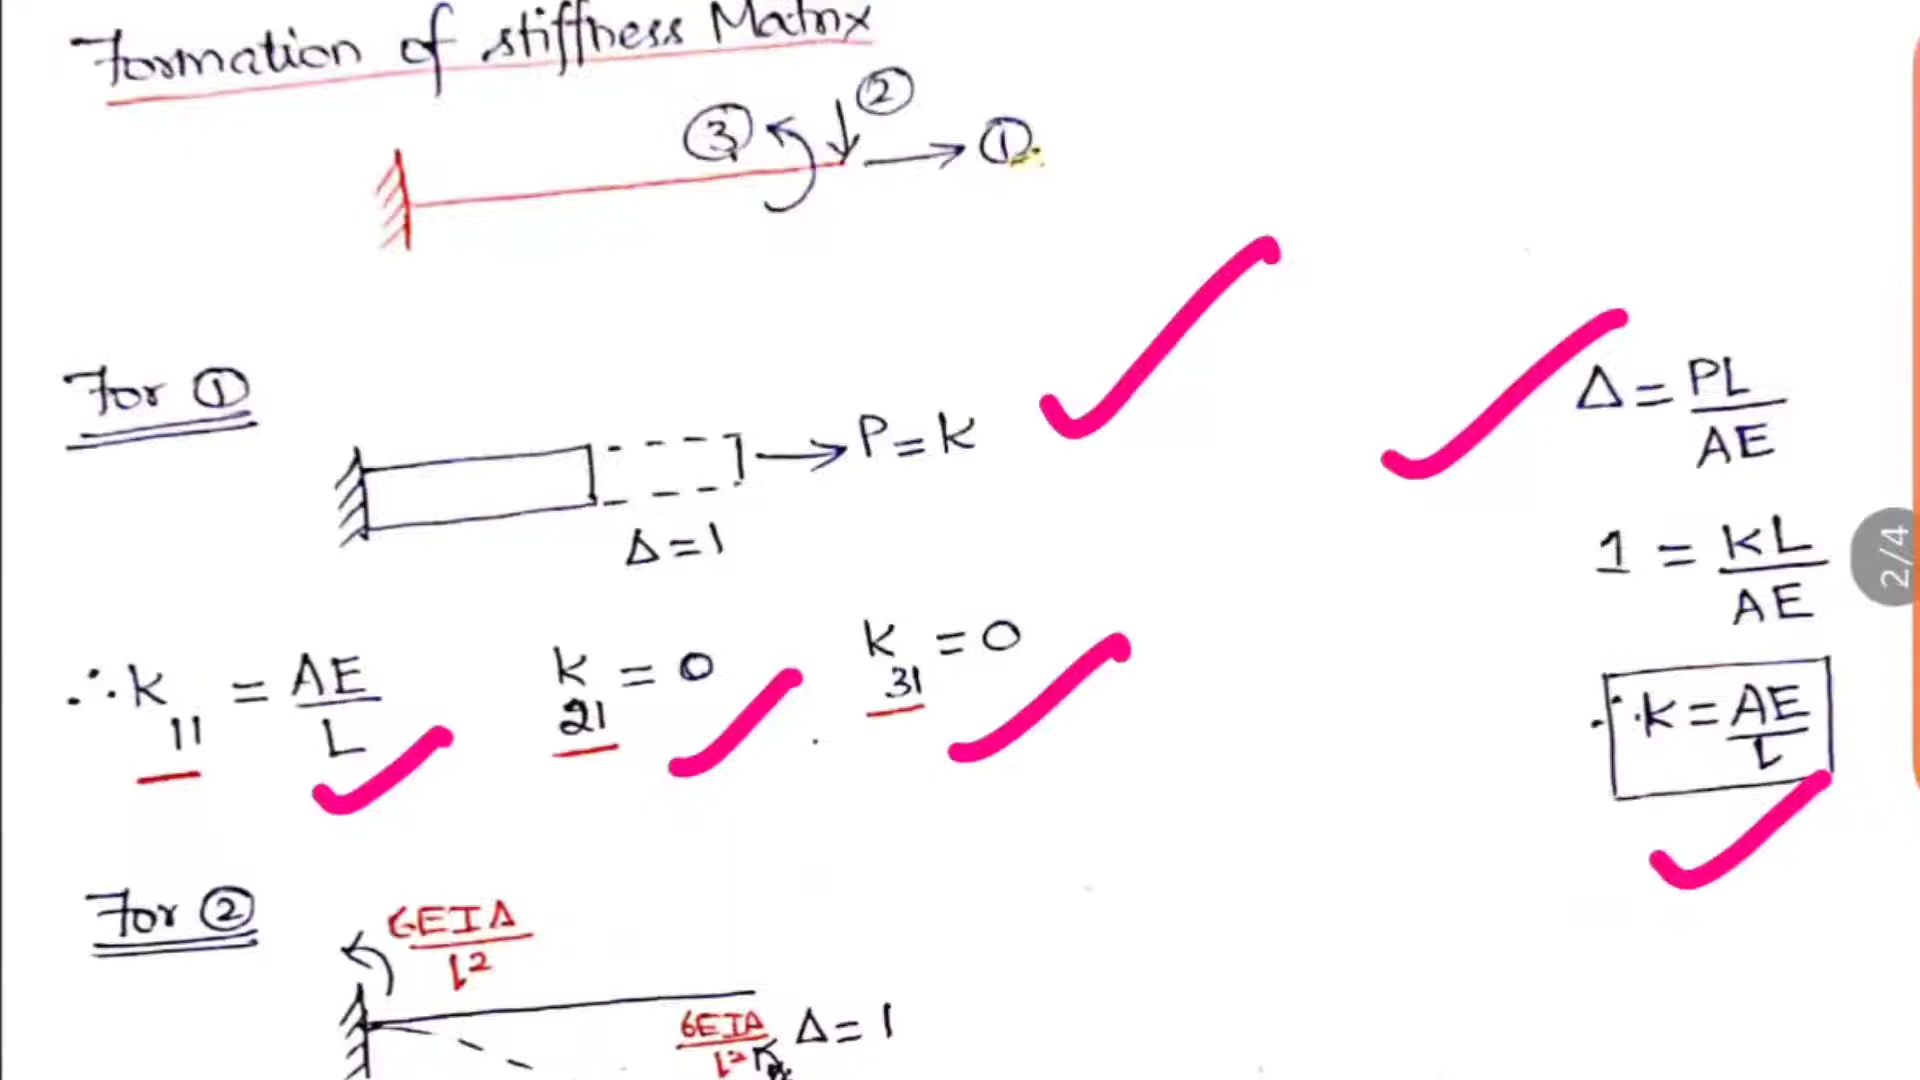 Formation of stiffness Matrix
③ ② ①
For ①
P = K
Δ = 1
Δ = PL/AE
1 = KL/AE
∴ K = AE/L
∴ K₁₁ = AE/L K₂₁ = 0 K₃₁ = 0
2/4
For ②
6EIΔ/L²
6EIΔ/L² Δ = 1